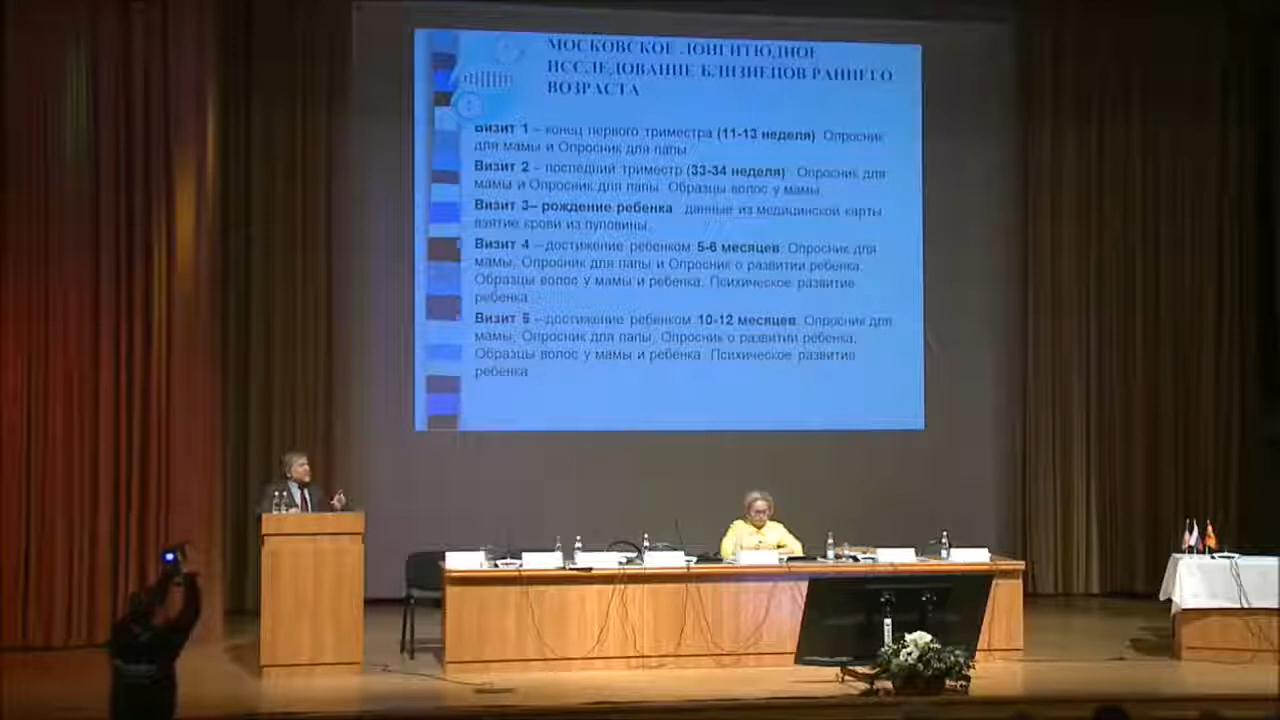 МОСКОВСКОЕ ЛОНГИТЮДНОЕ
ИССЛЕДОВАНИЕ БЛИЗНЕЦОВ РАННЕГО
ВОЗРАСТА
Визит 1 – конец первого триместра (11-13 неделя). Опросник
для мамы и Опросник для папы
Визит 2 – последний триместр (33-34 неделя). Опросник для
мамы и Опросник для папы. Образцы волос у мамы.
Визит 3– рождение ребенка данные из медицинской карты
взятие крови из пуповины.
Визит 4 –достижение ребенком 5-6 месяцев. Опросник для
мамы, Опросник для папы и Опросник о развитии ребенка.
Образцы волос у мамы и ребенка. Психическое развитие
ребенка
Визит 5 –достижение ребенком 10-12 месяцев. Опросник для
мамы, Опросник для папы, Опросник о развитии ребенка.
Образцы волос у мамы и ребенка. Психическое развитие
ребенка